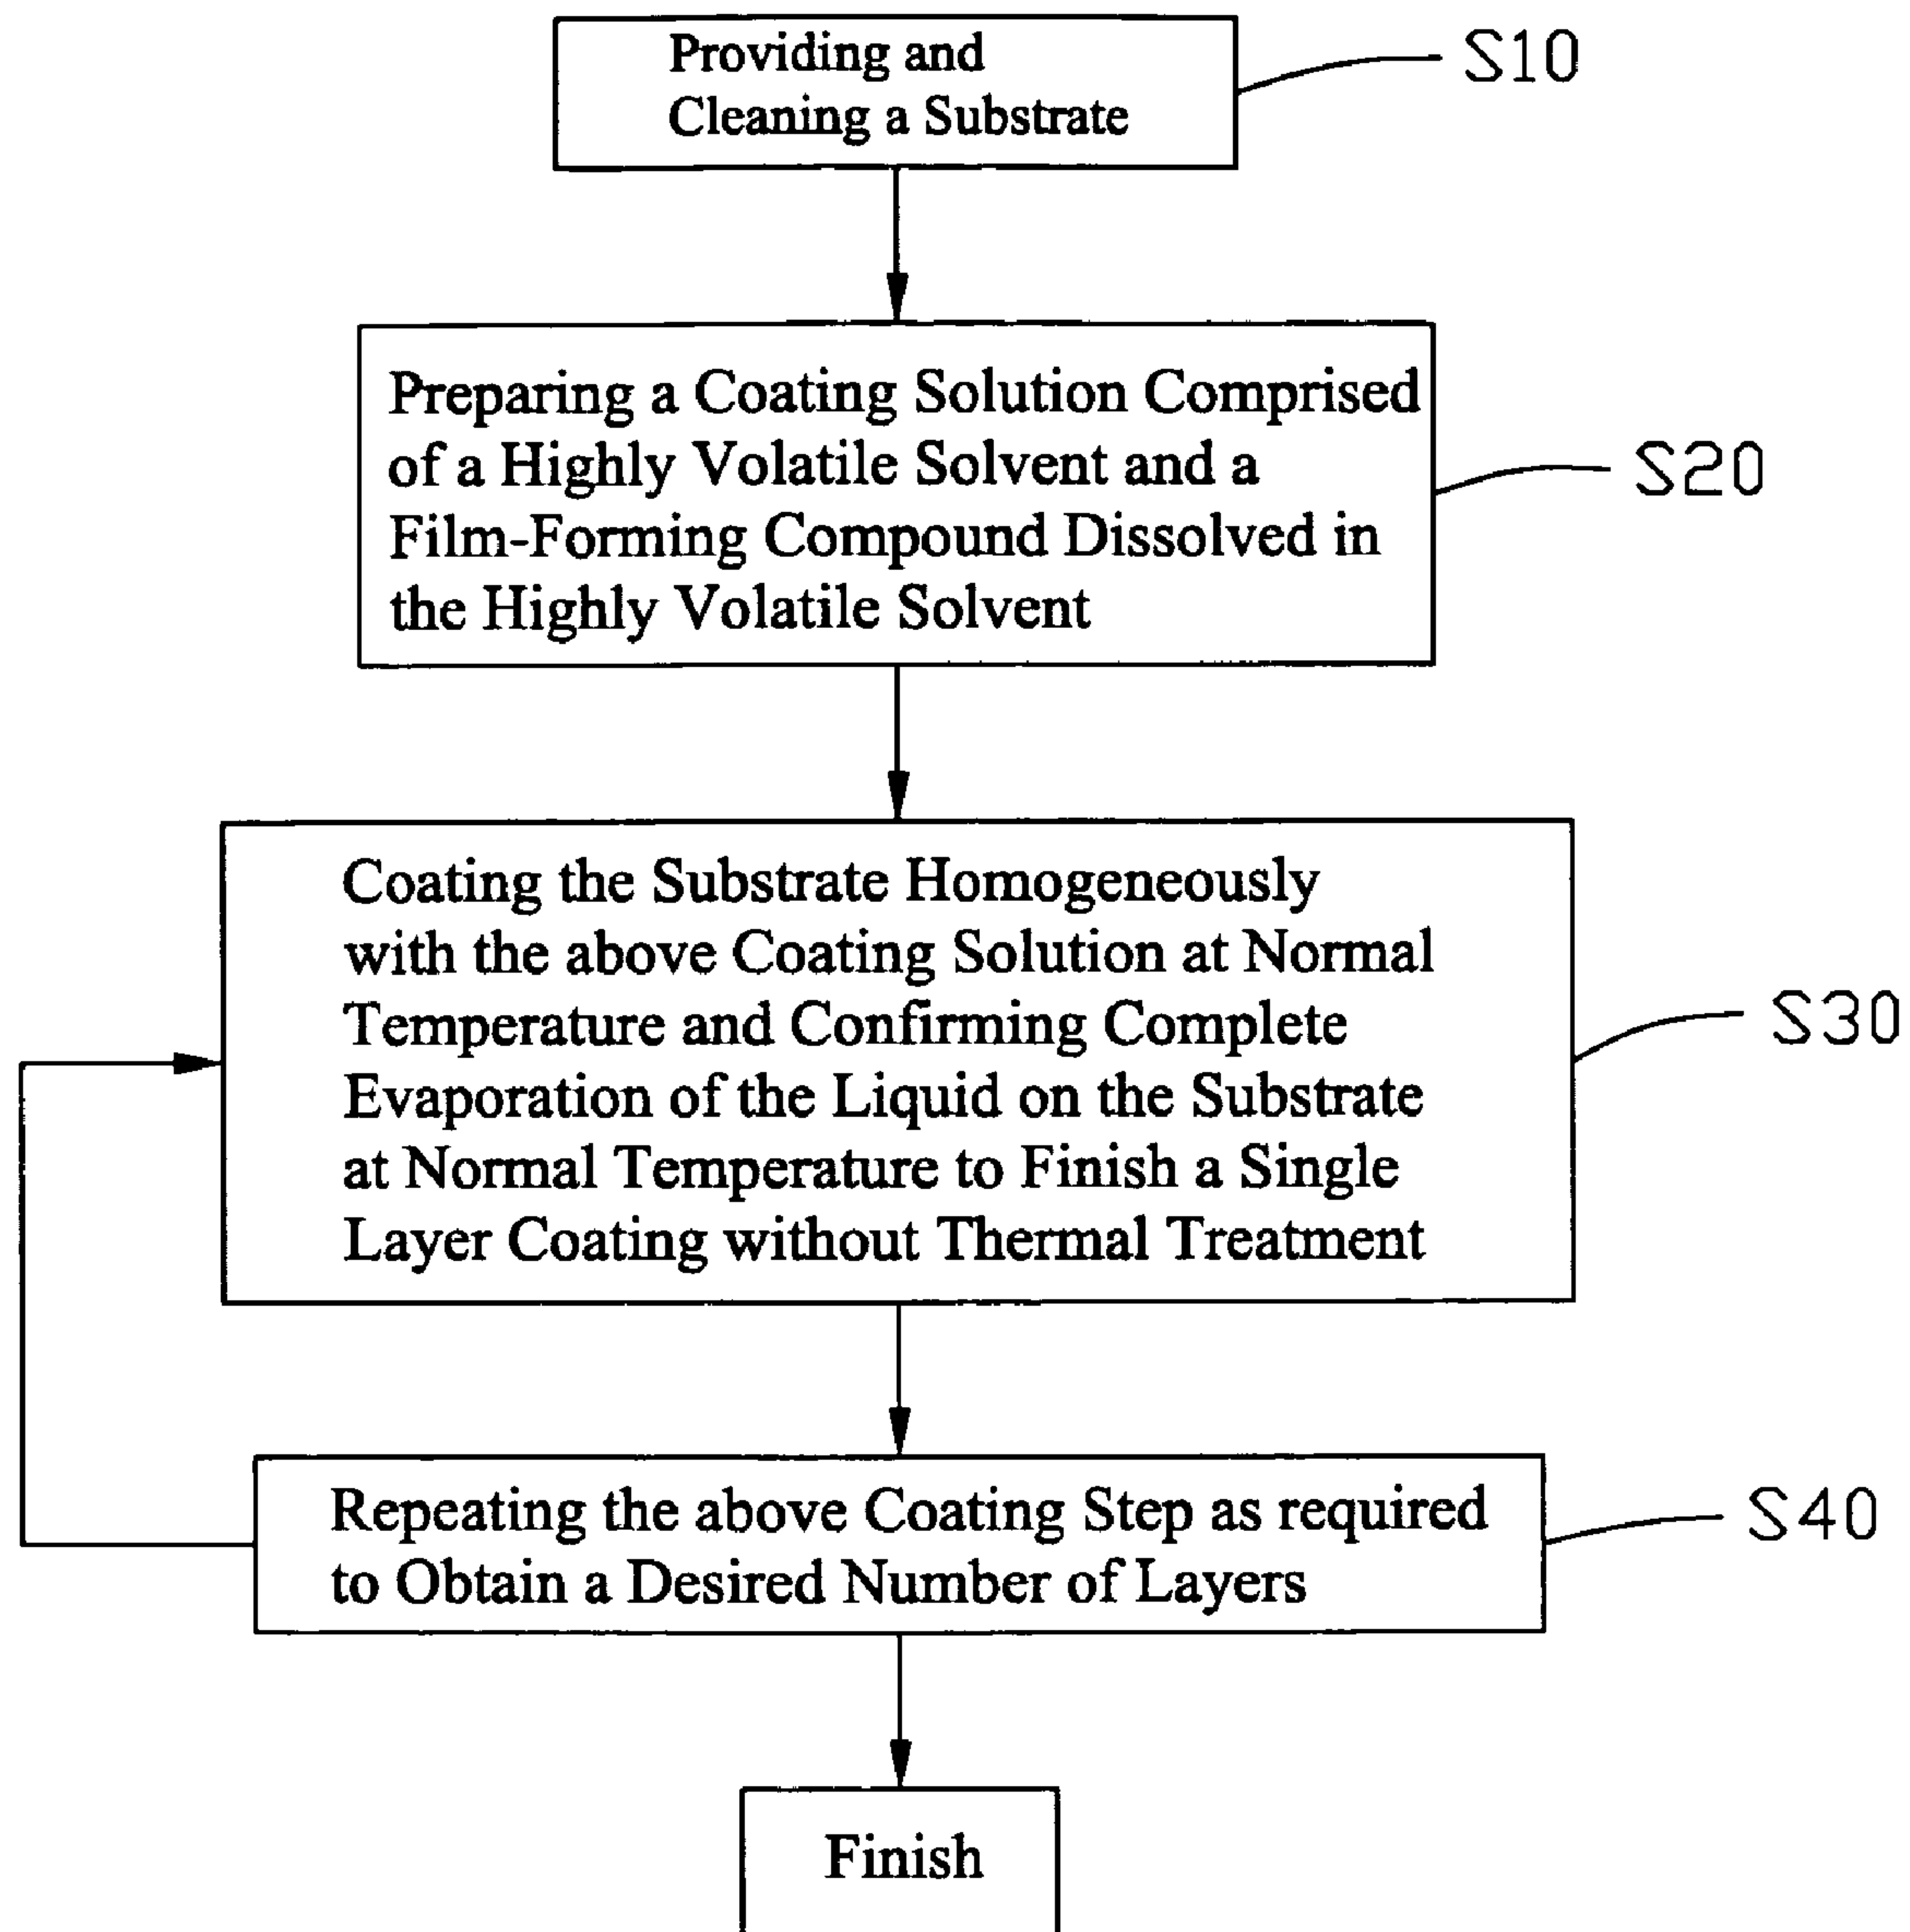 Providing and
Cleaning a Substrate
S10
Preparing a Coating Solution Comprised
of a Highly Volatile Solvent and a
Film-Forming Compound Dissolved in
the Highly Volatile Solvent
S20
Coating the Substrate Homogeneously
with the above Coating Solution at Normal
Temperature and Confirming Complete
Evaporation of the Liquid on the Substrate
at Normal Temperature to Finish a Single
Layer Coating without Thermal Treatment
S30
Repeating the above Coating Step as required
to Obtain a Desired Number of Layers
S40
Finish